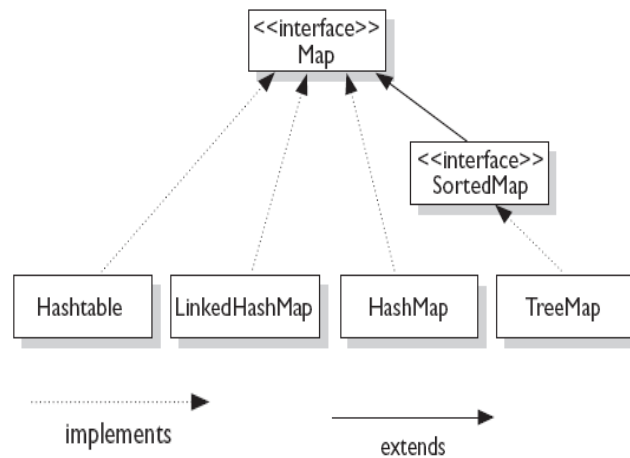 <<interface>>
Map
<<interface>>
SortedMap
Hashtable
LinkedHashMap
HashMap
TreeMap
implements
extends